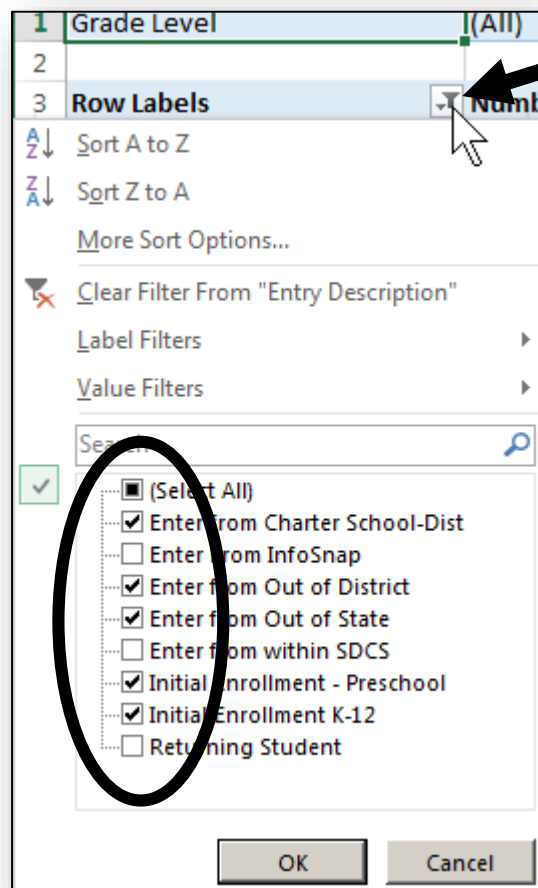 1 Grade Level (All)
2
3 Row Labels Numb
Sort A to Z
Sort Z to A
More Sort Options...
Clear Filter From "Entry Description"
Label Filters
Value Filters
Search
(Select All)
Enter from Charter School-Dist
Enter From InfoSnap
Enter from Out of District
Enter from Out of State
Enter from within SDCS
Initial Enrollment - Preschool
Initial Enrollment K-12
Returning Student
OK Cancel